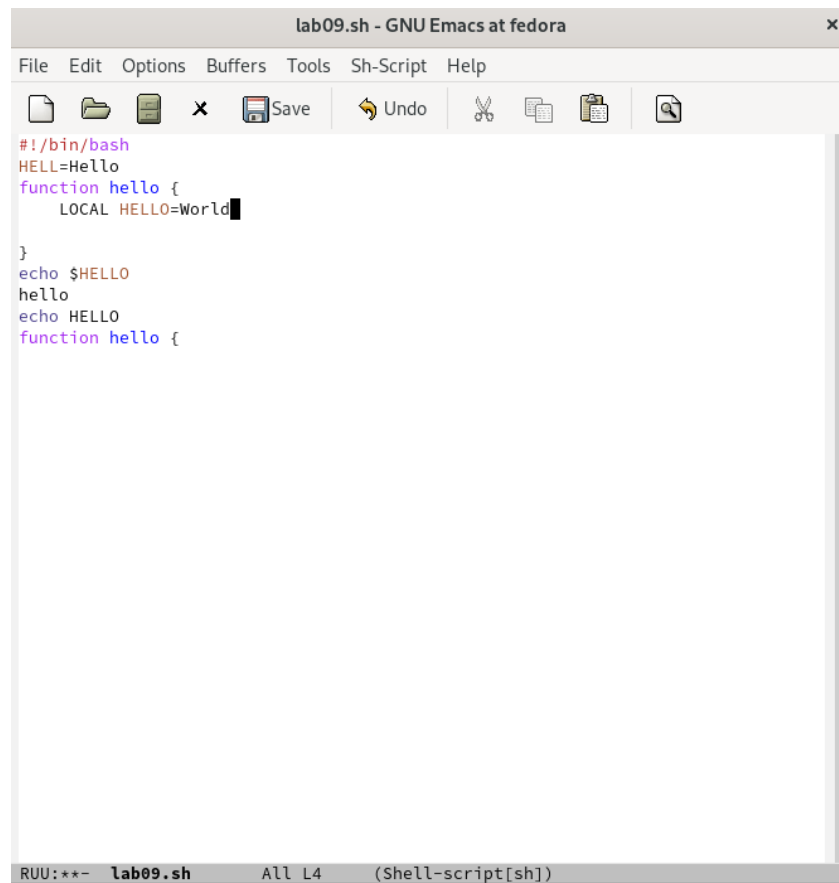 lab09.sh - GNU Emacs at fedora ×
File Edit Options Buffers Tools Sh-Script Help
Save Undo
#!/bin/bash
HELL=Hello
function hello {
    LOCAL HELLO=World

}
echo $HELLO
hello
echo HELLO
function hello {
RUU:**- lab09.sh All L4 (Shell-script[sh])